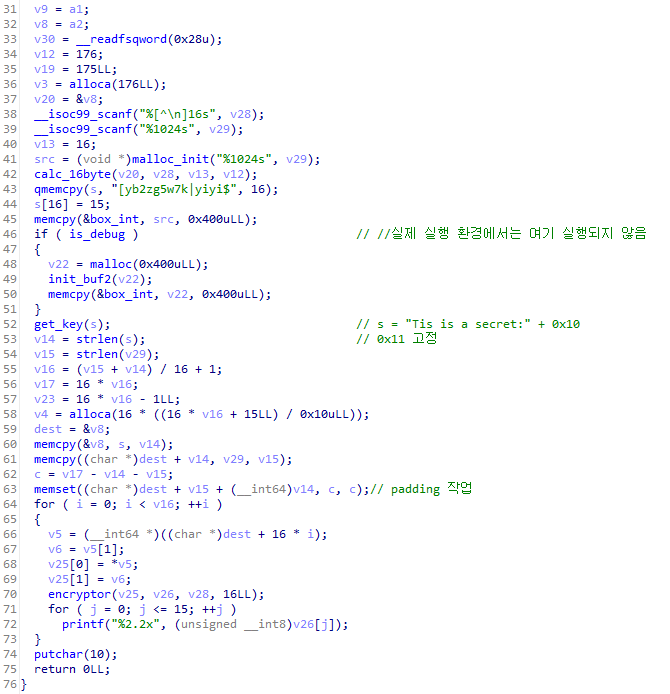 31 v9 = a1;
32 v8 = a2;
33 v30 = __readfsqword(0x28u);
34 v12 = 176;
35 v19 = 175LL;
36 v3 = alloca(176LL);
37 v20 = &v8;
38 __isoc99_scanf("%[^\n]16s", v28);
39 __isoc99_scanf("%1024s", v29);
40 v13 = 16;
41 src = (void *)malloc_init("%1024s", v29);
42 calc_16byte(v20, v28, v13, v12);
43 qmemcpy(s, "[yb2zg5w7k|yiyi$", 16);
44 s[16] = 15;
45 memcpy(&box_int, src, 0x400uLL);
46 if ( is_debug ) // //실제 실행 환경에서는 여기 실행되지 않음
47 {
48 v22 = malloc(0x400uLL);
49 init_buf2(v22);
50 memcpy(&box_int, v22, 0x400uLL);
51 }
52 get_key(s); // s = "Tis is a secret:" + 0x10
53 v14 = strlen(s); // 0x11 고정
54 v15 = strlen(v29);
55 v16 = (v15 + v14) / 16 + 1;
56 v17 = 16 * v16;
57 v23 = 16 * v16 - 1LL;
58 v4 = alloca(16 * ((16 * v16 + 15LL) / 0x10uLL));
59 dest = &v8;
60 memcpy(&v8, s, v14);
61 memcpy((char *)dest + v14, v29, v15);
62 c = v17 - v14 - v15;
63 memset((char *)dest + v15 + (__int64)v14, c, c);// padding 작업
64 for ( i = 0; i < v16; ++i )
65 {
66 v5 = (__int64 *)((char *)dest + 16 * i);
67 v6 = v5[1];
68 v25[0] = *v5;
69 v25[1] = v6;
70 encryptor(v25, v26, v28, 16LL);
71 for ( j = 0; j <= 15; ++j )
72 printf("%2.2x", (unsigned __int8)v26[j]);
73 }
74 putchar(10);
75 return 0LL;
76 }